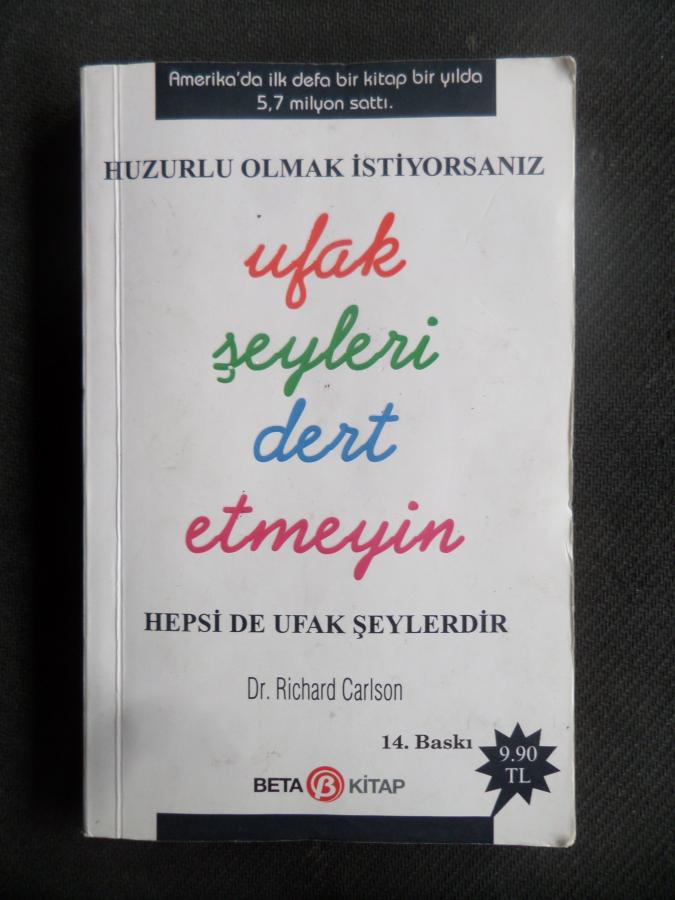 Amerika'da ilk defa bir kitap bir yılda
5,7 milyon sattı.
HUZURLU OLMAK İSTİYORSANIZ
ufak
şeyleri
dert
etmeyin
HEPSİ DE UFAK ŞEYLERDİR
Dr. Richard Carlson
14. Baskı
9.90
TL
BETA B KİTAP